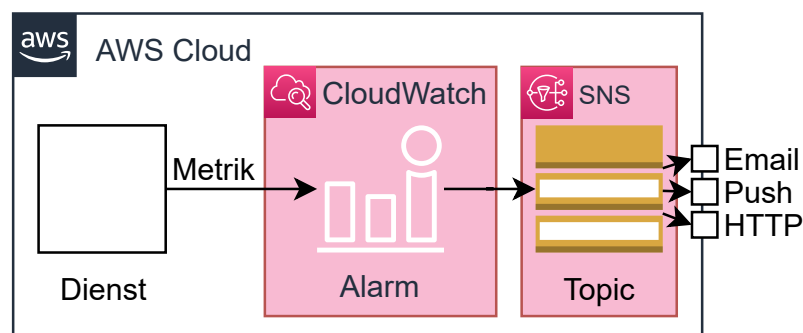 aws
AWS Cloud
CloudWatch
SNS
Metrik
Email
Push
HTTP
Dienst
Alarm
Topic